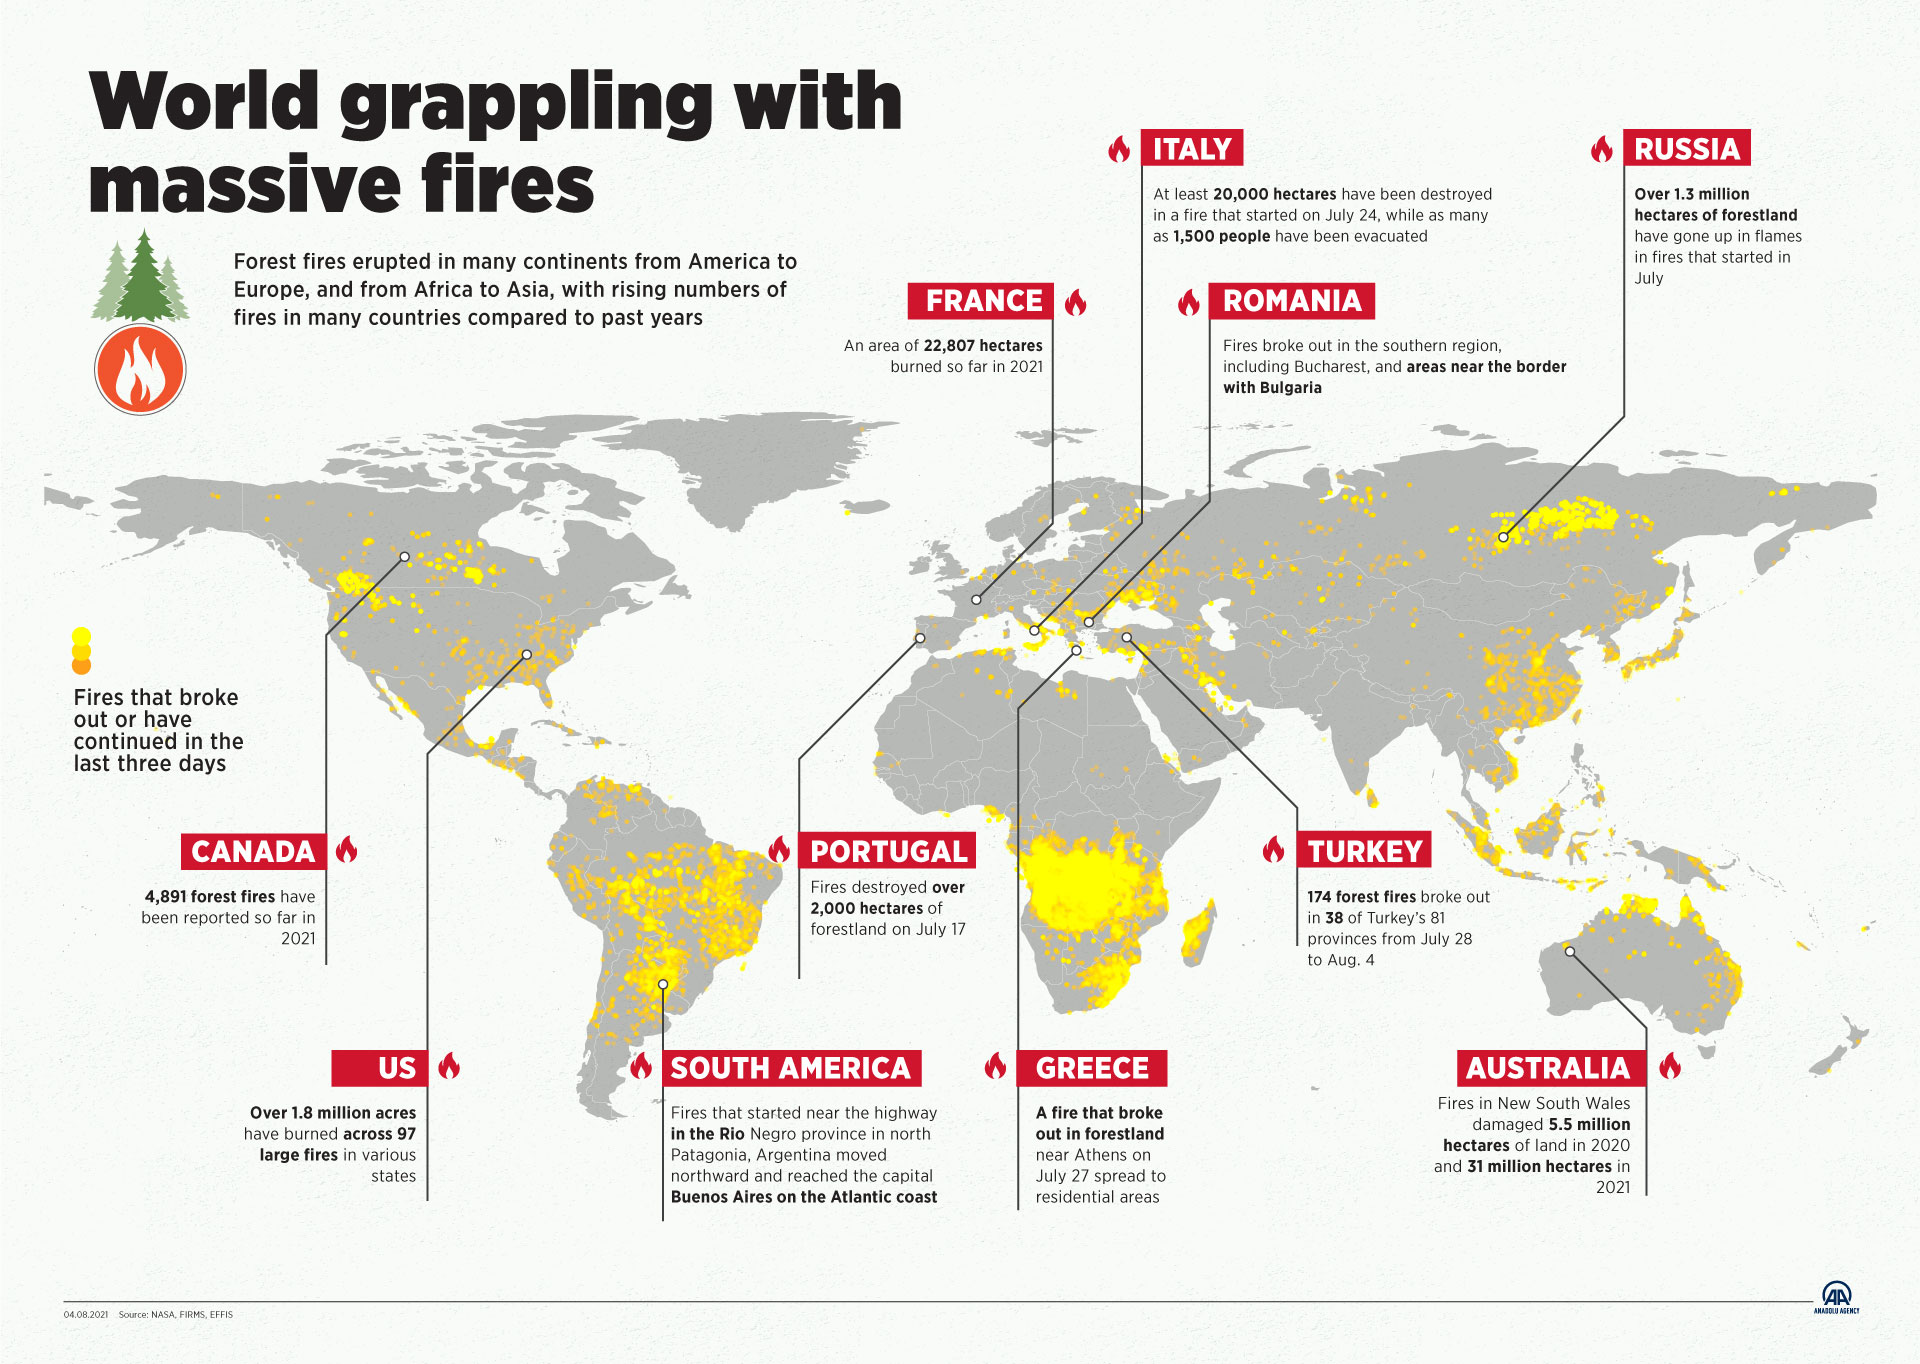 World grappling with
massive fires
Forest fires erupted in many continents from America to
Europe, and from Africa to Asia, with rising numbers of
fires in many countries compared to past years
ITALY
At least 20,000 hectares have been destroyed
in a fire that started on July 24, while as many
as 1,500 people have been evacuated
RUSSIA
Over 1.3 million
hectares of forestland
have gone up in flames
in fires that started in
July
FRANCE
An area of 22,807 hectares
burned so far in 2021
ROMANIA
Fires broke out in the southern region,
including Bucharest, and areas near the border
with Bulgaria
Fires that broke
out or have
continued in the
last three days
CANADA
4,891 forest fires have
been reported so far in
2021
PORTUGAL
Fires destroyed over
2,000 hectares of
forestland on July 17
TURKEY
174 forest fires broke out
in 38 of Turkey's 81
provinces from July 28
to Aug. 4
US
Over 1.8 million acres
have burned across 97
large fires in various
states
SOUTH AMERICA
Fires that started near the highway
in the Rio Negro province in north
Patagonia, Argentina moved
northward and reached the capital
Buenos Aires on the Atlantic coast
GREECE
A fire that broke
out in forestland
near Athens on
July 27 spread to
residential areas
AUSTRALIA
Fires in New South Wales
damaged 5.5 million
hectares of land in 2020
and 31 million hectares in
2021
04.08.2021 Source: NASA, FIRMS, EFFIS
AA
ANADOLU AGENCY